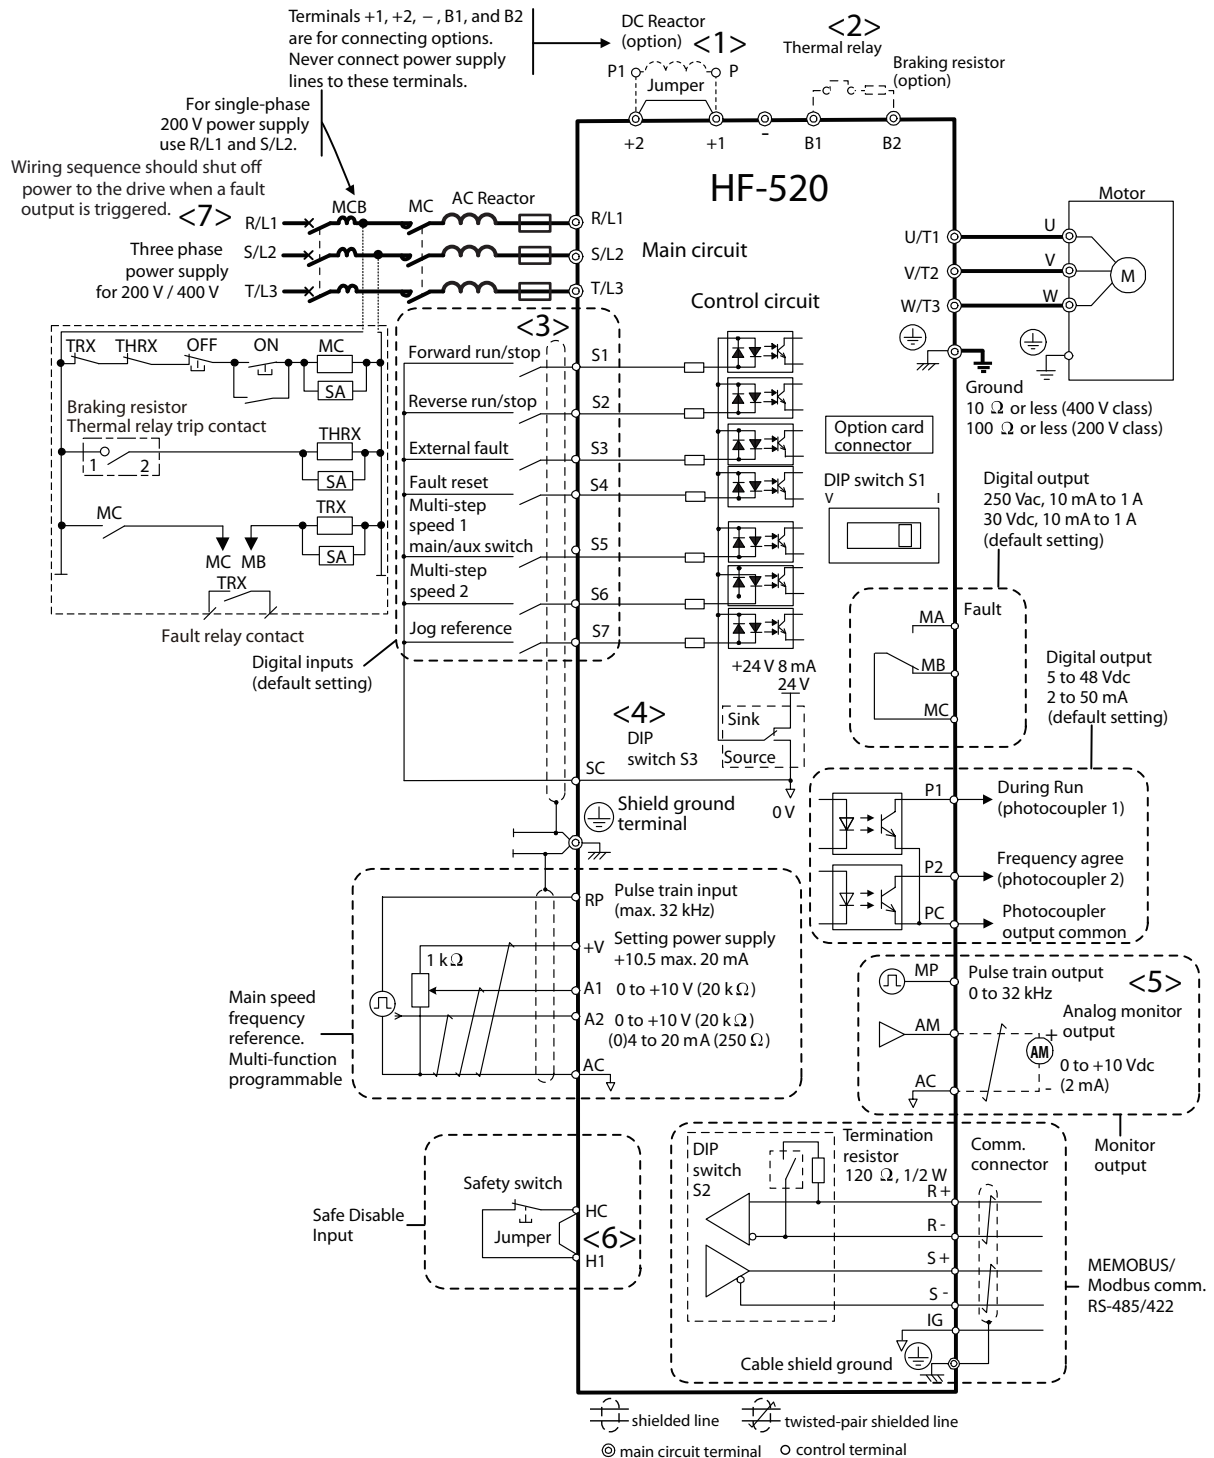 Terminals +1, +2, −, B1, and B2
are for connecting options.
Never connect power supply
lines to these terminals.
DC Reactor
(option)
<1>
<2>
Thermal relay
Braking resistor
(option)
P1
P
Jumper
+2
+1
-
B1
B2
For single-phase
200 V power supply
use R/L1 and S/L2.
Wiring sequence should shut off
power to the drive when a fault
output is triggered.
<7>
MCB
MC
AC Reactor
R/L1
S/L2
T/L3
Three phase
power supply
for 200 V / 400 V
R/L1
S/L2
T/L3
HF-520
Main circuit
Control circuit
U/T1
V/T2
W/T3
Motor
U
V
W
M
Ground
10 Ω or less (400 V class)
100 Ω or less (200 V class)
TRX
THRX
OFF
ON
MC
SA
Braking resistor
Thermal relay trip contact
1
2
THRX
SA
MC
TRX
SA
MC
MB
TRX
Fault relay contact
<3>
Forward run/stop
S1
Reverse run/stop
S2
External fault
S3
Fault reset
S4
Multi-step
speed 1
main/aux switch
S5
Multi-step
speed 2
S6
Jog reference
S7
Digital inputs
(default setting)
Option card
connector
DIP switch S1
V
I
+24 V 8 mA
24 V
<4>
DIP
switch S3
Sink
Source
0 V
SC
Shield ground
terminal
Digital output
250 Vac, 10 mA to 1 A
30 Vdc, 10 mA to 1 A
(default setting)
Fault
MA
MB
MC
Digital output
5 to 48 Vdc
2 to 50 mA
(default setting)
P1
During Run
(photocoupler 1)
P2
Frequency agree
(photocoupler 2)
PC
Photocoupler
output common
Main speed
frequency
reference.
Multi-function
programmable
RP
Pulse train input
(max. 32 kHz)
+V
Setting power supply
+10.5 max. 20 mA
1 kΩ
A1
0 to +10 V (20 kΩ)
A2
0 to +10 V (20 kΩ)
(0)4 to 20 mA (250 Ω)
AC
MP
Pulse train output
0 to 32 kHz
<5>
AM
Analog monitor
output
+
AM
0 to +10 Vdc
(2 mA)
AC
-
Monitor
output
Safe Disable
Input
Safety switch
Jumper
HC
<6>
H1
DIP
switch
S2
Termination
resistor
120 Ω, 1/2 W
Comm.
connector
R +
R -
S +
S -
IG
Cable shield ground
MEMOBUS/
Modbus comm.
RS-485/422
shielded line
twisted-pair shielded line
main circuit terminal
control terminal